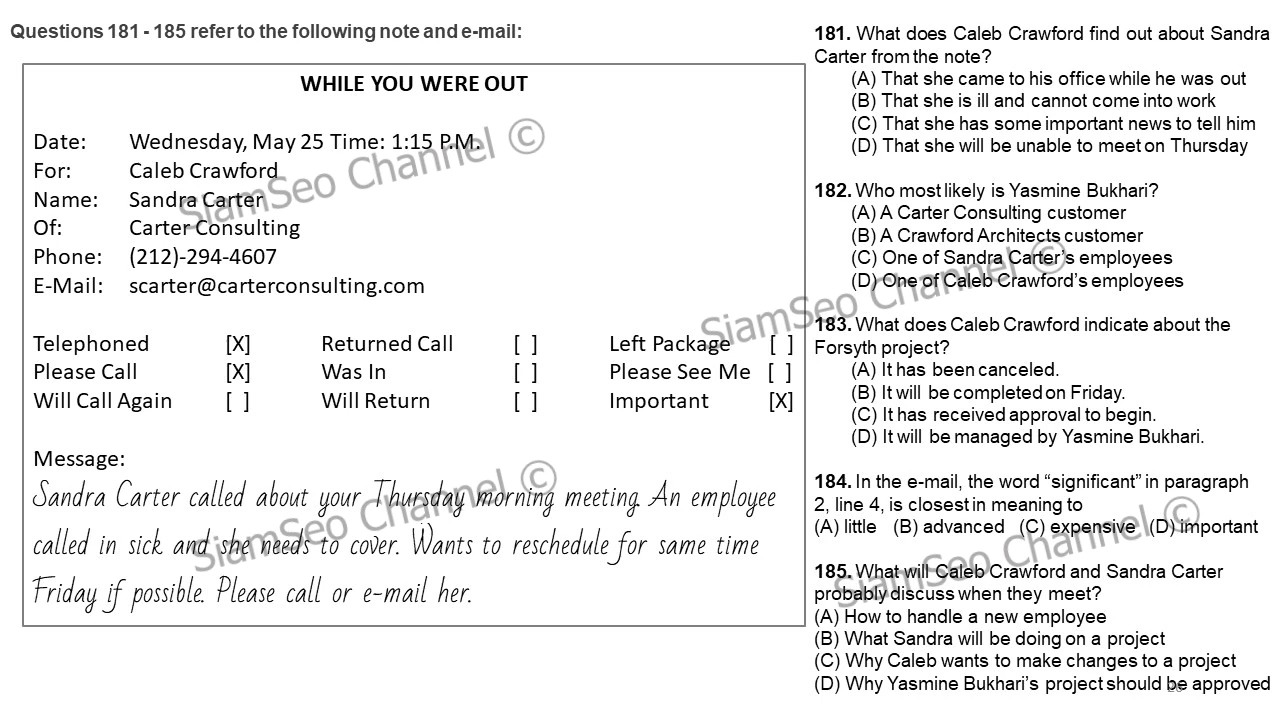 Questions 181 - 185 refer to the following note and e-mail:
WHILE YOU WERE OUT
Date: Wednesday, May 25 Time: 1:15 P.M.
For: Caleb Crawford
Name: Sandra Carter
Of: Carter Consulting
Phone: (212)-294-4607
E-Mail: scarter@carterconsulting.com
Telephoned [X] Returned Call [ ] Left Package [ ]
Please Call [X] Was In [ ] Please See Me [ ]
Will Call Again [ ] Will Return [ ] Important [X]
Message:
Sandra Carter called about your Thursday morning meeting. An employee
called in sick and she needs to cover. Wants to reschedule for same time
Friday if possible. Please call or e-mail her.
SiamSeo Channel ©
SiamSeo Channel ©
181. What does Caleb Crawford find out about Sandra
Carter from the note?
(A) That she came to his office while he was out
(B) That she is ill and cannot come into work
(C) That she has some important news to tell him
(D) That she will be unable to meet on Thursday
182. Who most likely is Yasmine Bukhari?
(A) A Carter Consulting customer
(B) A Crawford Architects customer
(C) One of Sandra Carter's employees
(D) One of Caleb Crawford's employees
183. What does Caleb Crawford indicate about the
Forsyth project?
(A) It has been canceled.
(B) It will be completed on Friday.
(C) It has received approval to begin.
(D) It will be managed by Yasmine Bukhari.
184. In the e-mail, the word “significant” in paragraph
2, line 4, is closest in meaning to
(A) little (B) advanced (C) expensive (D) important
185. What will Caleb Crawford and Sandra Carter
probably discuss when they meet?
(A) How to handle a new employee
(B) What Sandra will be doing on a project
(C) Why Caleb wants to make changes to a project
(D) Why Yasmine Bukhari's project should be approved
SiamSeo Channel ©
SiamSeo Channel ©